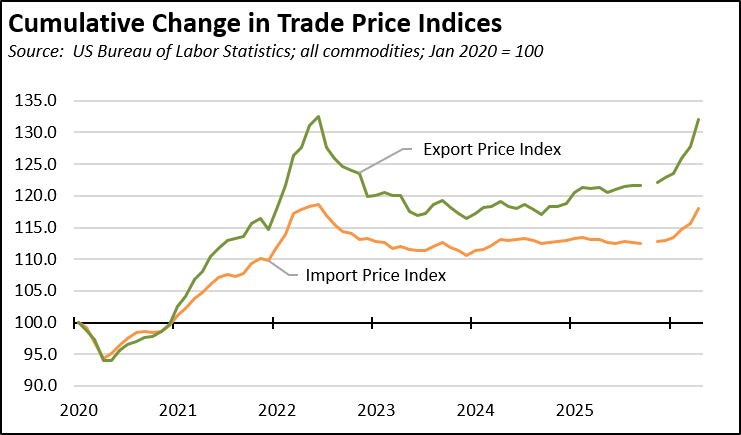 Cumulative Change in Trade Price Indices
Source:  US Bureau of Labor Statistics; all commodities; Jan 2020 = 100
135.0
130.0
125.0
120.0
115.0
110.0
105.0
100.0
95.0
90.0
Export Price Index
Import Price Index
2020 2021 2022 2023 2024 2025